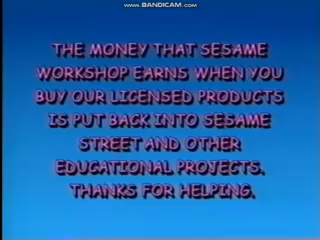 WWW.BANDICAM.COM
THE MONEY THAT SESAME
WORKSHOP EARNS WHEN YOU
BUY OUR LICENSED PRODUCTS
IS PUT BACK INTO SESAME
STREET AND OTHER
EDUCATIONAL PROJECTS.
THANKS FOR HELPING.